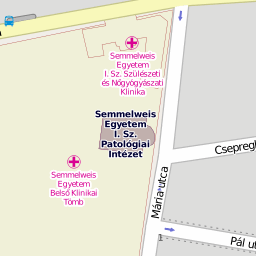 Semmelweis
Egyetem
I. Sz. Szülészeti
és Nőgyógyászati
Klinika
Semmelweis
Egyetem
I. Sz.
Patológiai
Intézet
Semmelweis
Egyetem
Belső Klinikai
Tömb
Mária utca
1
Pál u